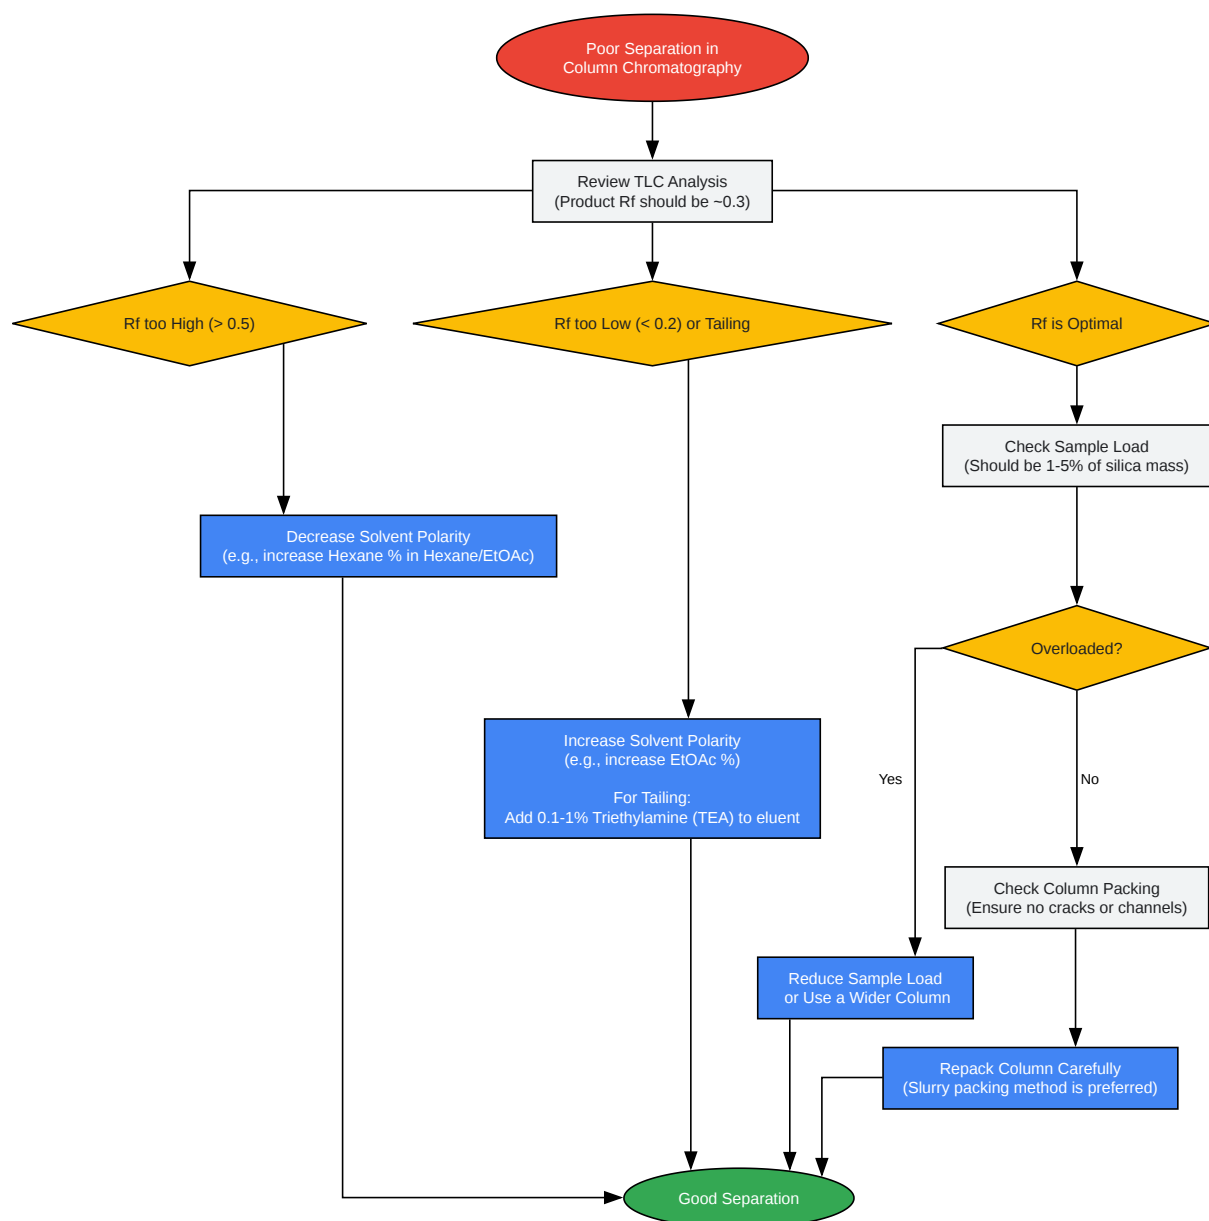 Poor Separation in
Column Chromatography
Review TLC Analysis
(Product Rf should be ~0.3)
Rf too High (> 0.5)
Rf too Low (< 0.2) or Tailing
Rf is Optimal
Check Sample Load
(Should be 1-5% of silica mass)
Decrease Solvent Polarity
(e.g., increase Hexane % in Hexane/EtOAc)
Overloaded?
Increase Solvent Polarity
(e.g., increase EtOAc %)
For Tailing:
Add 0.1-1% Triethylamine (TEA) to eluent
Yes
No
Check Column Packing
(Ensure no cracks or channels)
Reduce Sample Load
or Use a Wider Column
Repack Column Carefully
(Slurry packing method is preferred)
Good Separation